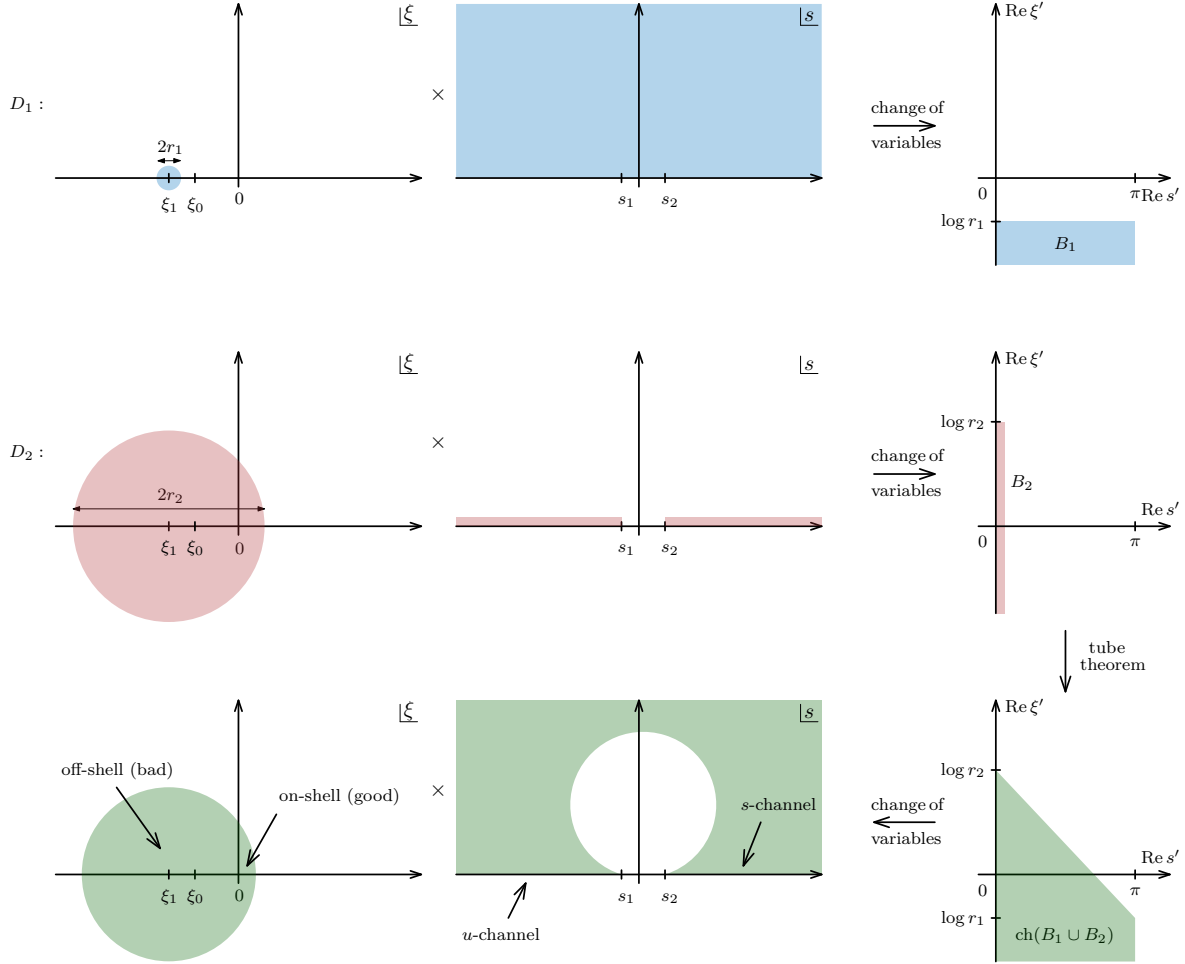 ξ
s
Re ξ′
D₁ :
×
change of
variables
2r₁
ξ₁ ξ₀ 0
s₁ s₂
0
π Re s′
log r₁
B₁
ξ
s
Re ξ′
D₂ :
×
log r₂
change of
variables
B₂
2r₂
Re s′
ξ₁ ξ₀ 0
s₁ s₂
0
π
tube
theorem
ξ
s
Re ξ′
off-shell (bad)
on-shell (good)
×
s-channel
log r₂
change of
variables
Re s′
ξ₁ ξ₀ 0
s₁ s₂
0
π
log r₁
u-channel
ch(B₁ ∪ B₂)